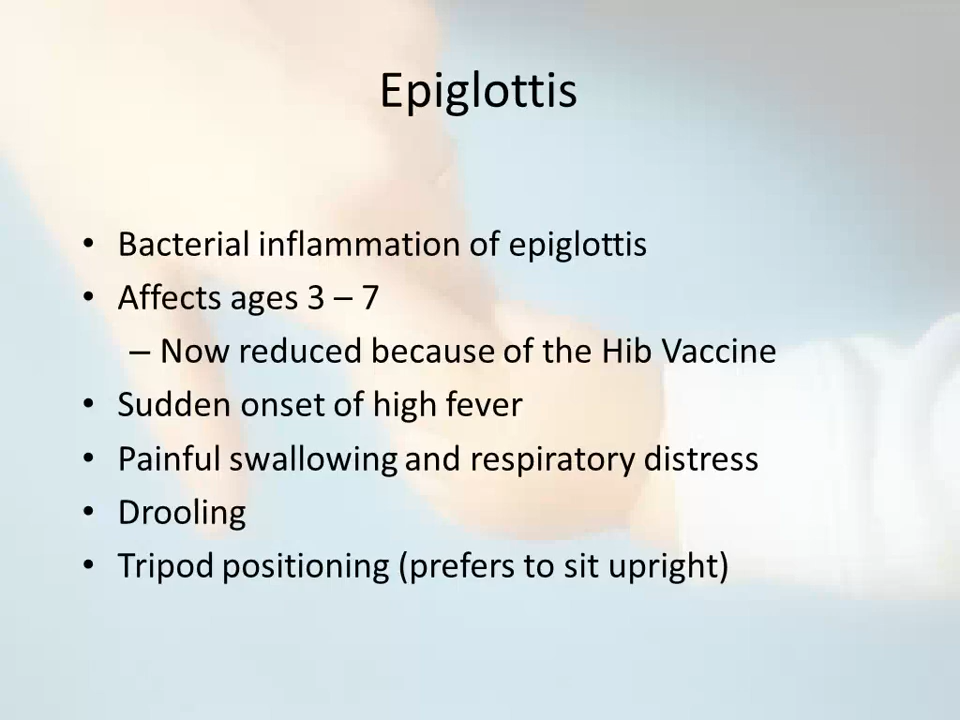 Epiglottis
• Bacterial inflammation of epiglottis
• Affects ages 3 – 7
– Now reduced because of the Hib Vaccine
• Sudden onset of high fever
• Painful swallowing and respiratory distress
• Drooling
• Tripod positioning (prefers to sit upright)